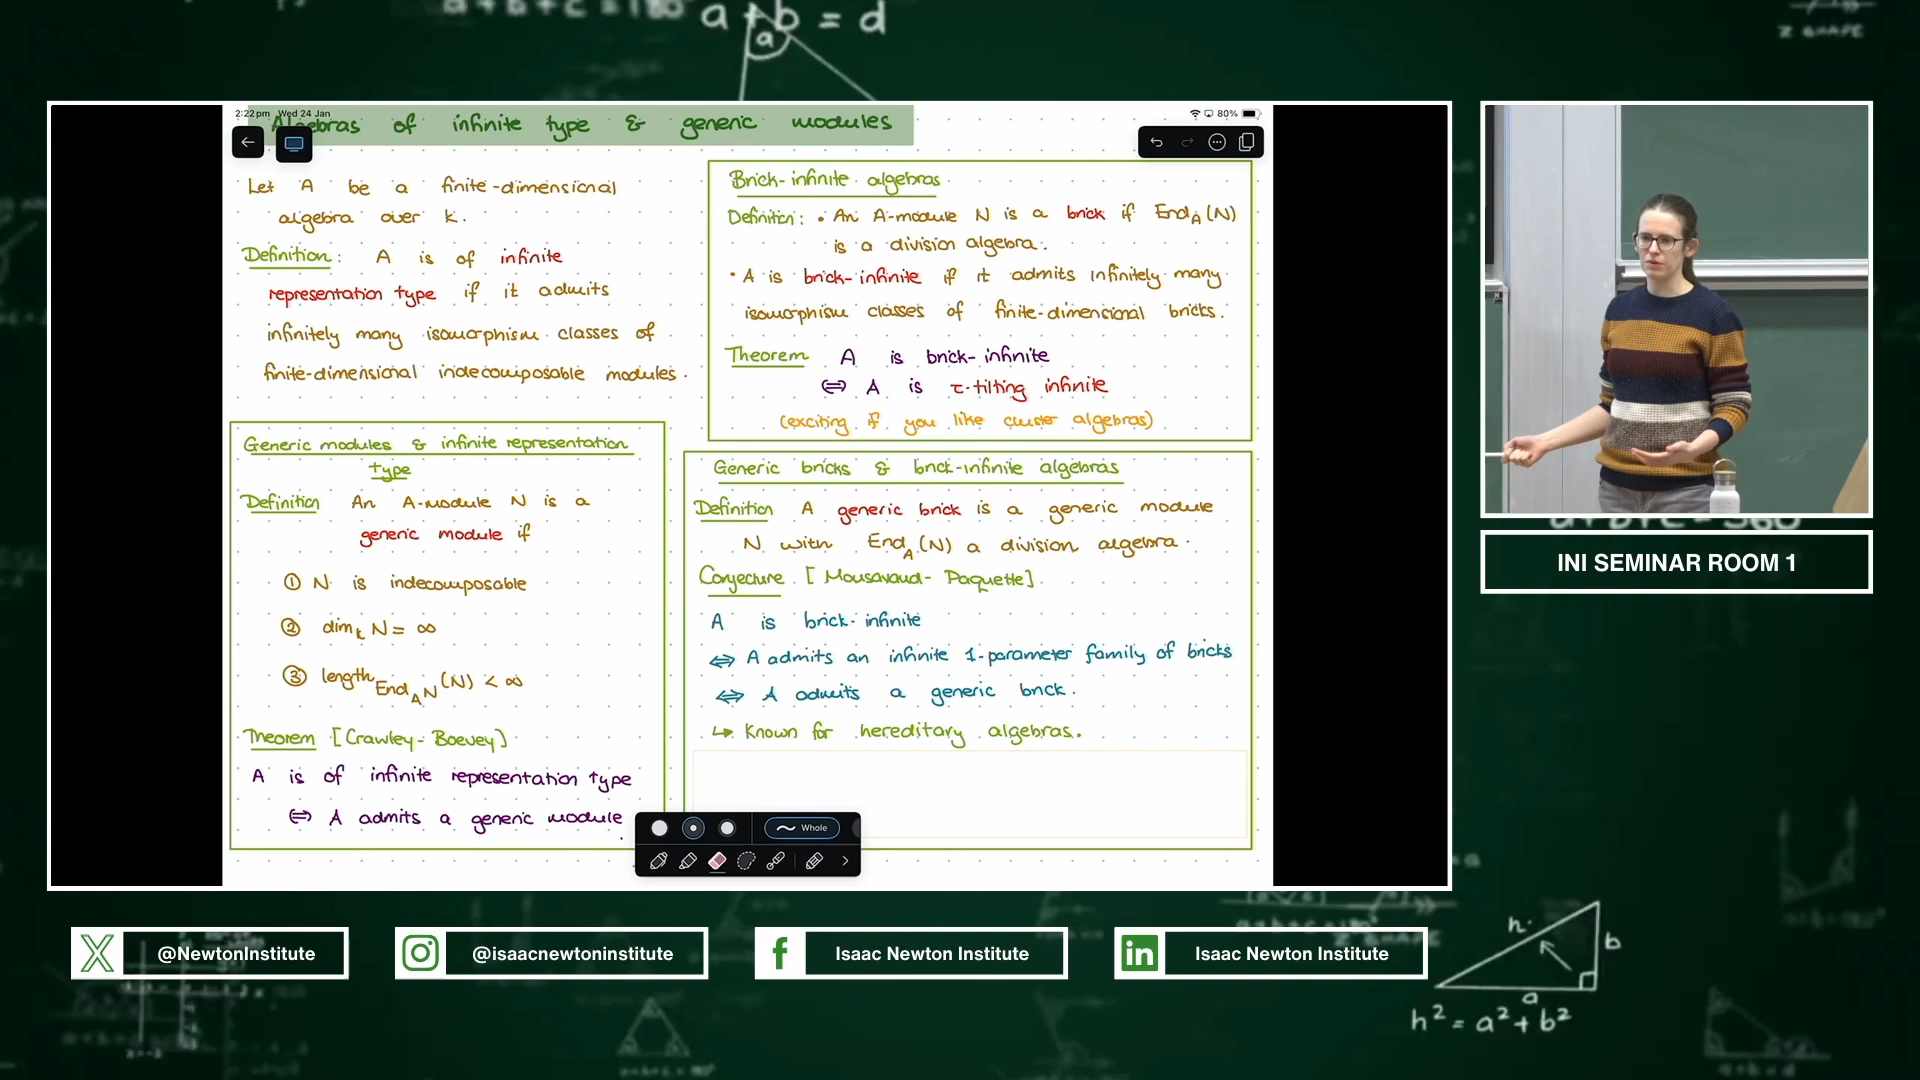 a + b + c = 180°
a + b = d
a
Z SHAPE
2:22pm Wed 24 Jan
80%
Algebras of infinite type & generic modules
Let A be a finite-dimensional
algebra over k.
Definition: A is of infinite
representation type if it admits
infinitely many isomorphism classes of
finite-dimensional indecomposable modules.
Generic modules & infinite representation
type
Definition An A-module N is a
generic module if
① N is indecomposable
② dimₖ N = ∞
③ length_{End_A N} (N) < ∞
Theorem [Crawley-Boevey]
A is of infinite representation type
⇔ A admits a generic module
Brick-infinite algebras
Definition: • An A-module N is a brick if End_A(N)
is a division algebra.
• A is brick-infinite if it admits infinitely many
isomorphism classes of finite-dimensional bricks.
Theorem A is brick-infinite
⇔ A is τ-tilting infinite
(exciting if you like cluster algebras)
Generic bricks & brick-infinite algebras
Definition A generic brick is a generic module
N with End_A(N) a division algebra.
Conjecture [Mousavand-Paquette]
A is brick-infinite
⇔ A admits an infinite 1-parameter family of bricks
⇔ A admits a generic brick.
↳ Known for hereditary algebras.
Whole
INI SEMINAR ROOM 1
@NewtonInstitute
@isaacnewtoninstitute
Isaac Newton Institute
Isaac Newton Institute
h
b
a
h² = a² + b²